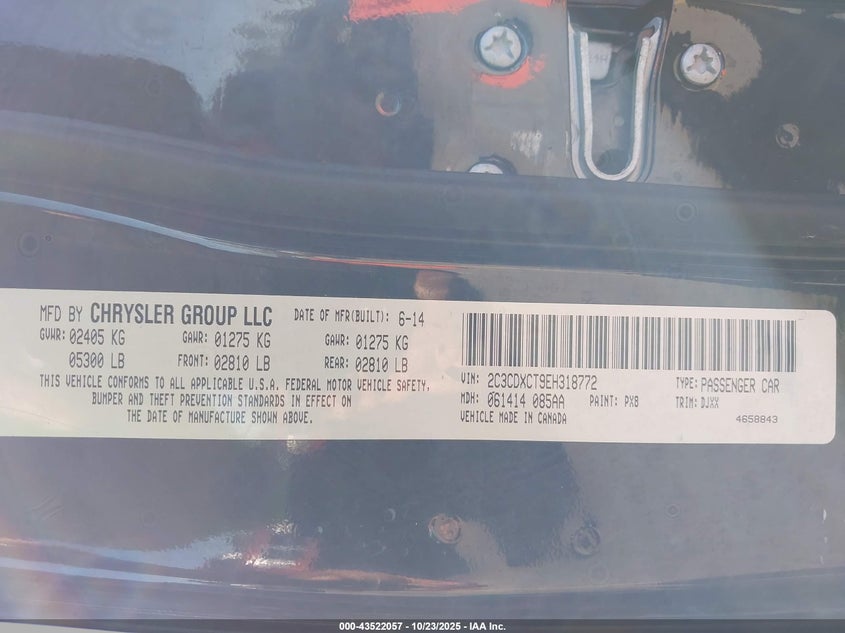 MFD BY CHRYSLER GROUP LLC DATE OF MFR(BUILT): 6-14
GVWR: 02405 KG GAWR: 01275 KG GAWR: 01275 KG
05300 LB FRONT: 02810 LB REAR: 02810 LB
THIS VEHICLE CONFORMS TO ALL APPLICABLE U.S.A. FEDERAL MOTOR VEHICLE SAFETY,
BUMPER AND THEFT PREVENTION STANDARDS IN EFFECT ON
THE DATE OF MANUFACTURE SHOWN ABOVE.
VIN: 2C3CDXCT9EH318772 TYPE: PASSENGER CAR
MDH: 061414 085AA PAINT: PX8 TRIM: DJXX
VEHICLE MADE IN CANADA 4658843
000-43522057 - 10/23/2025 - IAA Inc.